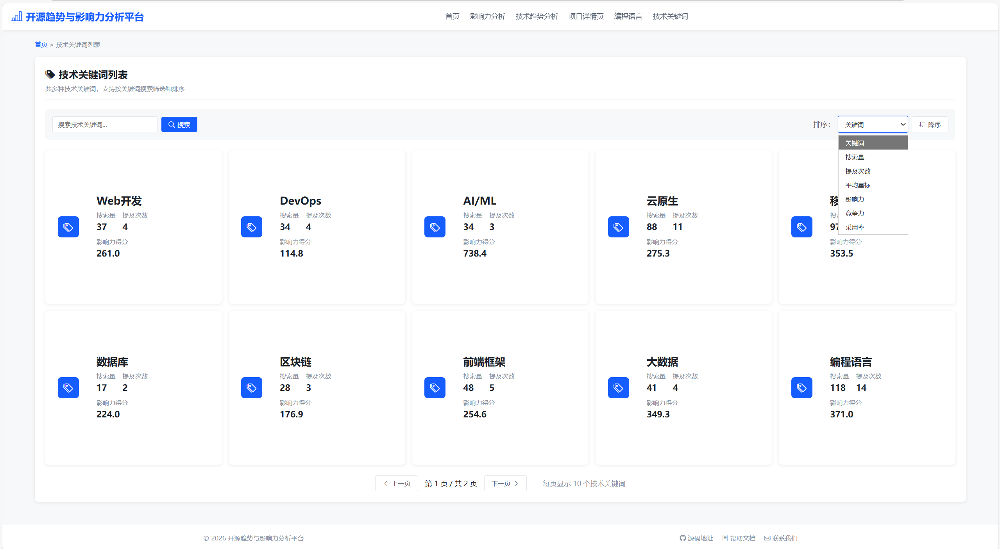 开源趋势与影响力分析平台
首页 影响力分析 技术趋势分析 项目详情页 编程语言 技术关键词
首页 > 技术关键词列表
技术关键词列表
共多种技术关键词，支持按关键词搜索筛选和排序
搜索技术关键词... 搜索 排序： 关键词 降序
关键词
搜索量
提及次数
平均星标
影响力
竞争力
采用率
Web开发
搜索量 提及次数
37 4
影响力得分
261.0
DevOps
搜索量 提及次数
34 4
影响力得分
114.8
AI/ML
搜索量 提及次数
34 3
影响力得分
738.4
云原生
搜索量 提及次数
88 11
影响力得分
275.3
移
搜
97
影响力得分
353.5
数据库
搜索量 提及次数
17 2
影响力得分
224.0
区块链
搜索量 提及次数
28 3
影响力得分
176.9
前端框架
搜索量 提及次数
48 5
影响力得分
254.6
大数据
搜索量 提及次数
41 4
影响力得分
349.3
编程语言
搜索量 提及次数
118 14
影响力得分
371.0
上一页 第 1 页 / 共 2 页 下一页 每页显示 10 个技术关键词
© 2026 开源趋势与影响力分析平台 源码地址 帮助文档 联系我们